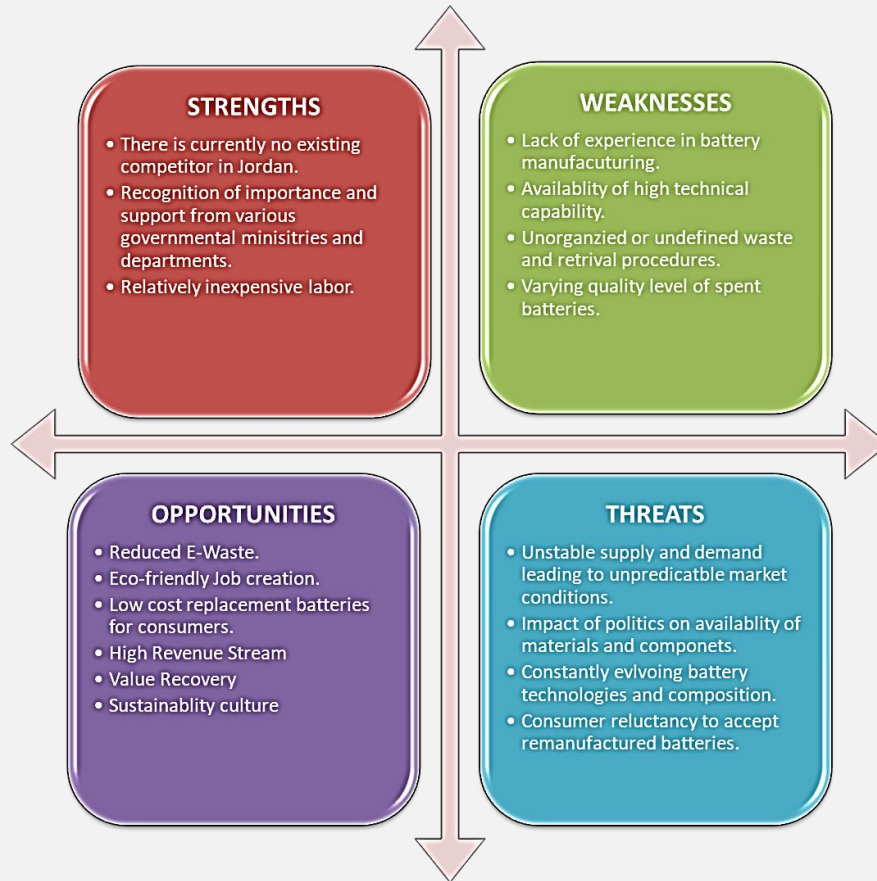 STRENGTHS
• There is currently no existing
competitor in Jordan.
• Recognition of importance and
support from various
governmental minisitries and
departments.
• Relatively inexpensive labor.
WEAKNESSES
• Lack of experience in battery
manufacuturing.
• Availablity of high technical
capability.
• Unorganzied or undefined waste
and retrival procedures.
• Varying quality level of spent
batteries.
OPPORTUNITIES
• Reduced E-Waste.
• Eco-friendly Job creation.
• Low cost replacement batteries
for consumers.
• High Revenue Stream
• Value Recovery
• Sustainablity culture
THREATS
• Unstable supply and demand
leading to unpredicatble market
conditions.
• Impact of politics on availablity of
materials and componets.
• Constantly evlvoing battery
technologies and composition.
• Consumer reluctancy to accept
remanufactured batteries.